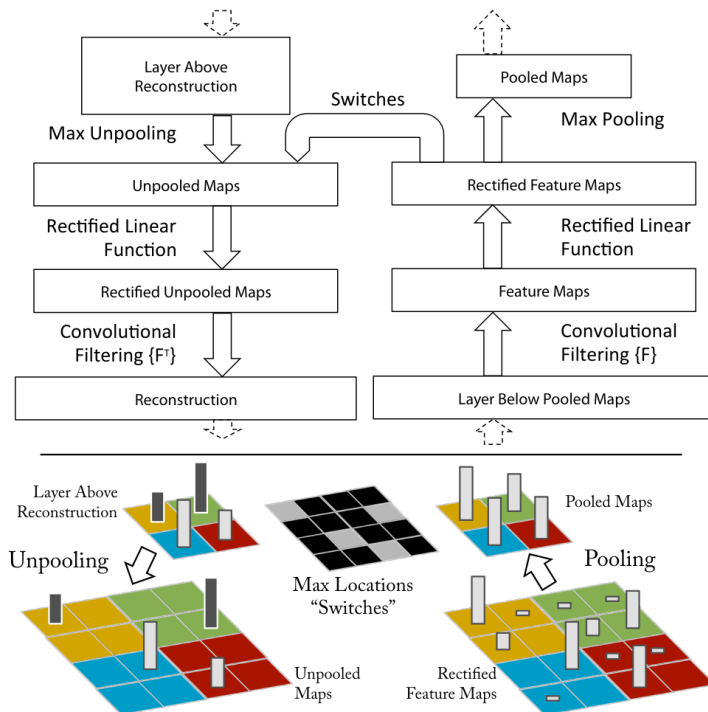 Layer Above
Reconstruction
Pooled Maps
Switches
Max Unpooling
Max Pooling
Unpooled Maps
Rectified Feature Maps
Rectified Linear
Function
Rectified Linear
Function
Rectified Unpooled Maps
Feature Maps
Convolutional
Filtering {Fᵀ}
Convolutional
Filtering {F}
Reconstruction
Layer Below Pooled Maps
Layer Above
Reconstruction
Pooled Maps
Unpooling
Pooling
Max Locations
“Switches”
Unpooled
Maps
Rectified
Feature Maps